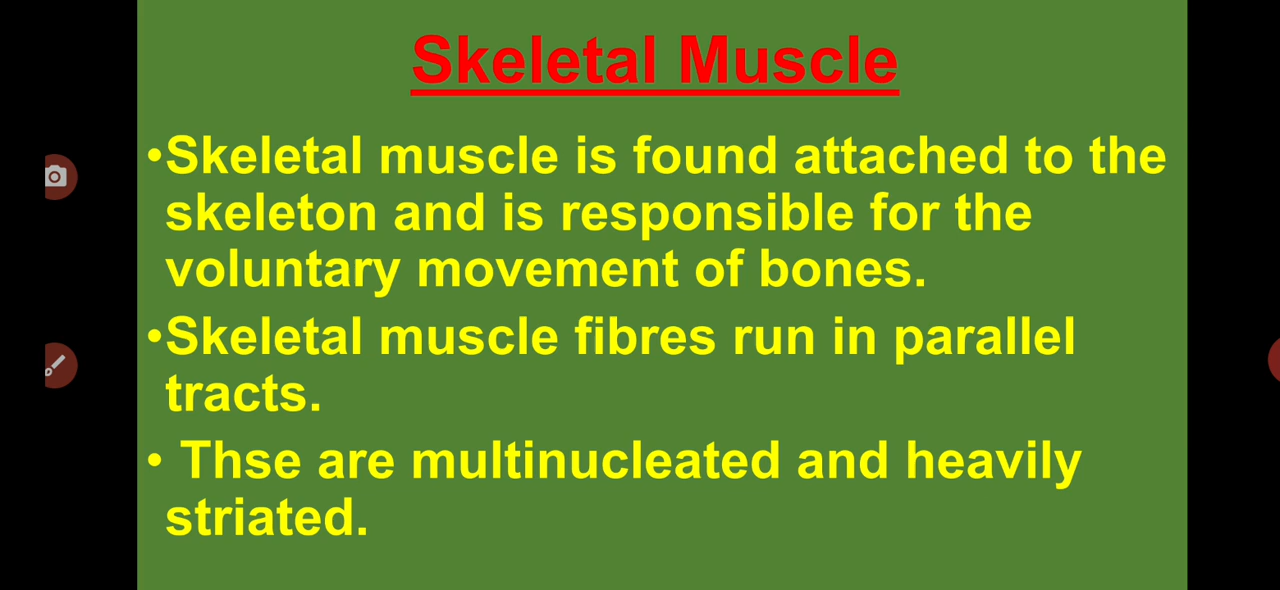 Skeletal Muscle
•Skeletal muscle is found attached to the
skeleton and is responsible for the
voluntary movement of bones.
•Skeletal muscle fibres run in parallel
tracts.
• Thse are multinucleated and heavily
striated.